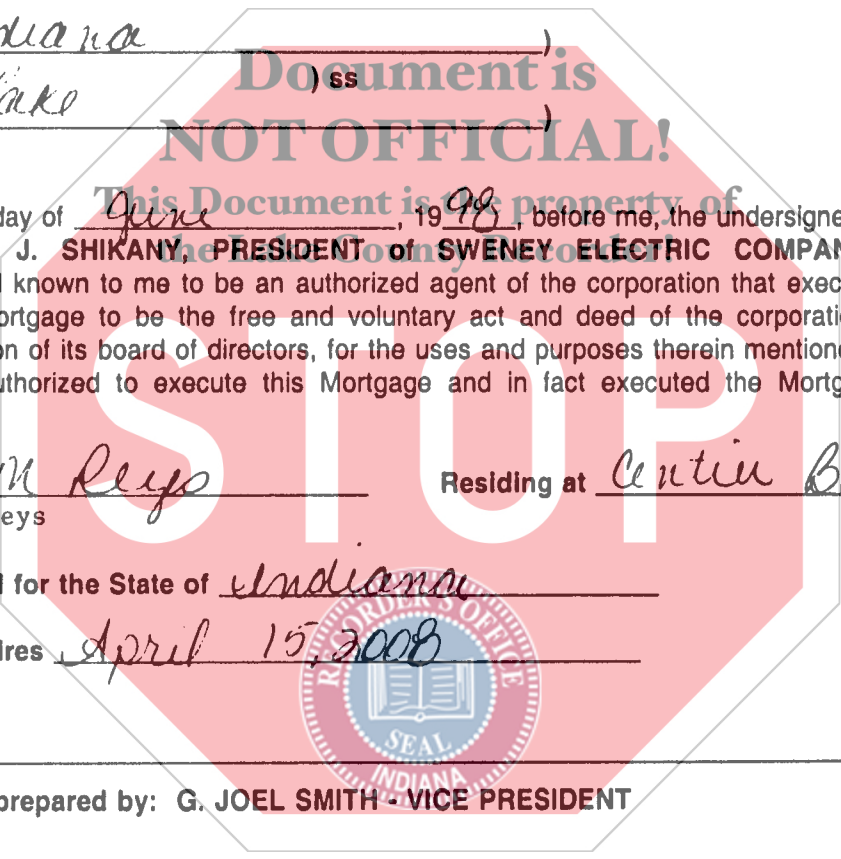 diana )
Document is
) ss
Lake )
NOT OFFICIAL!
This Document is the property of
day of June , 19 98 , before me, the undersigne
the Lake County Recorder!
J. SHIKANY, PRESIDENT of SWENEY ELECTRIC COMPAN
known to me to be an authorized agent of the corporation that exec
ortgage to be the free and voluntary act and deed of the corporati
on of its board of directors, for the uses and purposes therein mentione
uthorized to execute this Mortgage and in fact executed the Mortg
STOP
Reyes Residing at Centier B
eys
for the State of Indiana
ires April 15, 2008
RECORDER'S OFFICE
SEAL
INDIANA
prepared by: G. JOEL SMITH - VICE PRESIDENT